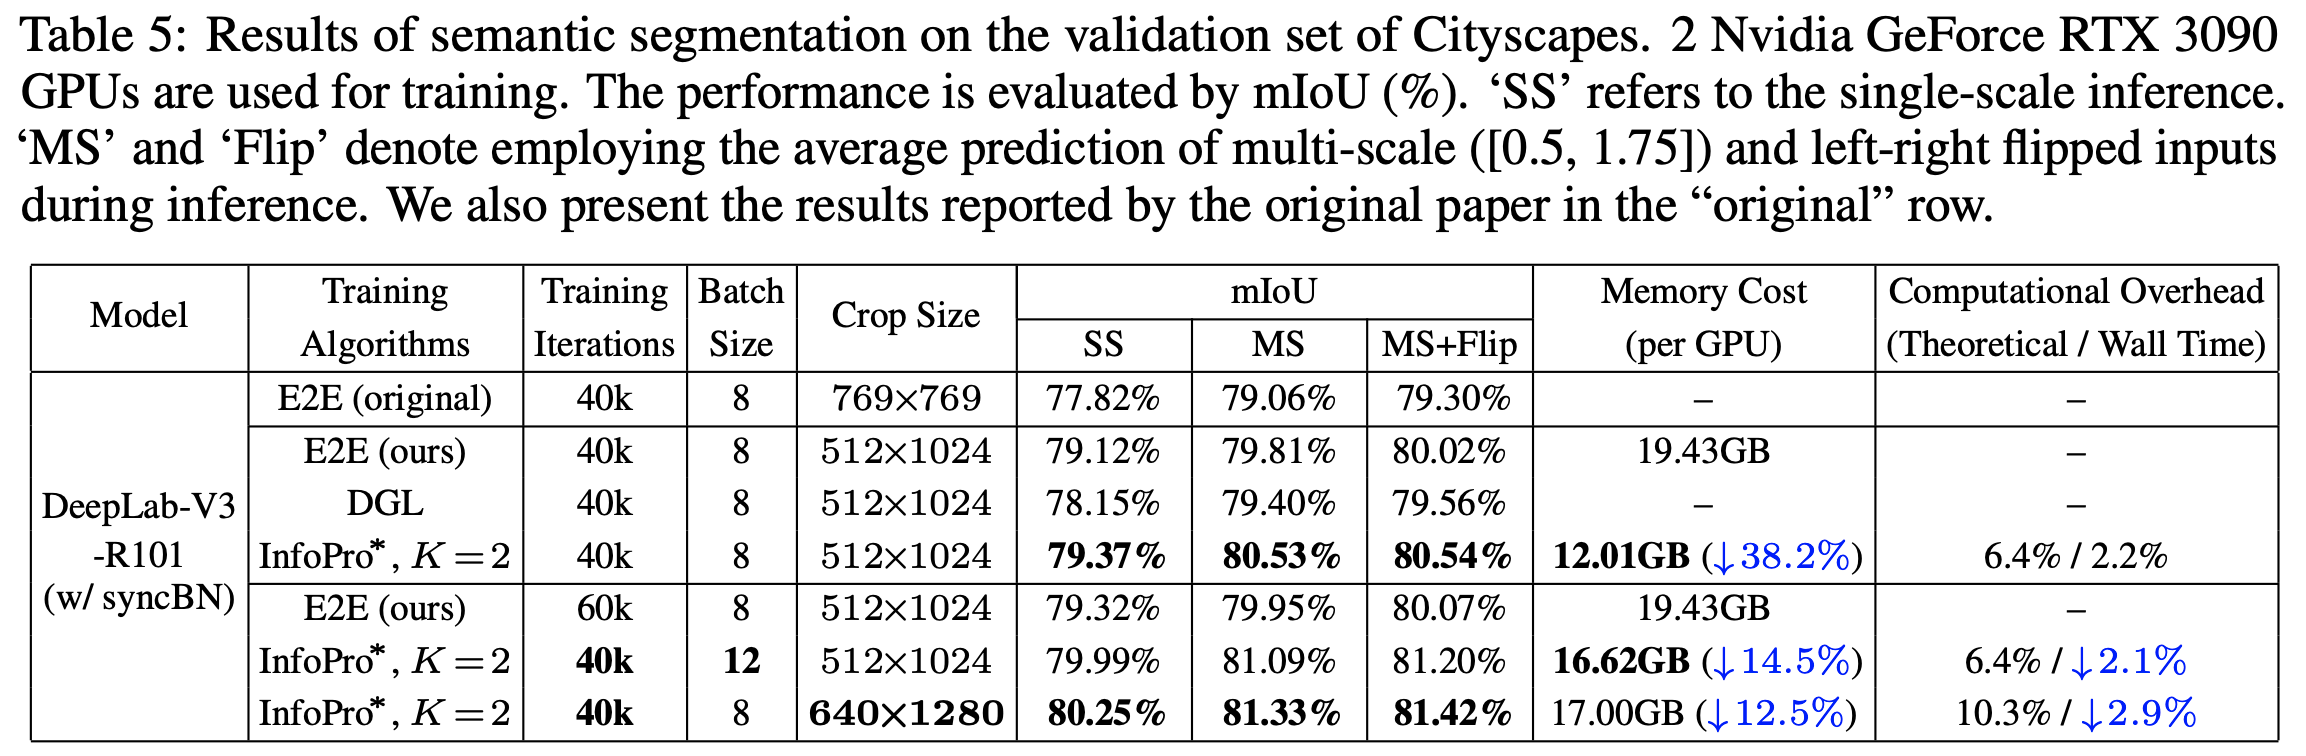 Table 5: Results of semantic segmentation on the validation set of Cityscapes. 2 Nvidia GeForce RTX 3090
GPUs are used for training. The performance is evaluated by mIoU (%). ‘SS’ refers to the single-scale inference.
‘MS’ and ‘Flip’ denote employing the average prediction of multi-scale ([0.5, 1.75]) and left-right flipped inputs
during inference. We also present the results reported by the original paper in the “original” row.
Model Training Algorithms Training Iterations Batch Size Crop Size mIoU Memory Cost (per GPU) Computational Overhead (Theoretical / Wall Time)
SS MS MS+Flip
DeepLab-V3 -R101 (w/ syncBN)
E2E (original) 40k 8 769×769 77.82% 79.06% 79.30% – –
E2E (ours) 40k 8 512×1024 79.12% 79.81% 80.02% 19.43GB –
DGL 40k 8 512×1024 78.15% 79.40% 79.56% – –
InfoPro*, K = 2 40k 8 512×1024 79.37% 80.53% 80.54% 12.01GB (↓38.2%) 6.4% / 2.2%
E2E (ours) 60k 8 512×1024 79.32% 79.95% 80.07% 19.43GB –
InfoPro*, K = 2 40k 12 512×1024 79.99% 81.09% 81.20% 16.62GB (↓14.5%) 6.4% / ↓2.1%
InfoPro*, K = 2 40k 8 640×1280 80.25% 81.33% 81.42% 17.00GB (↓12.5%) 10.3% / ↓2.9%